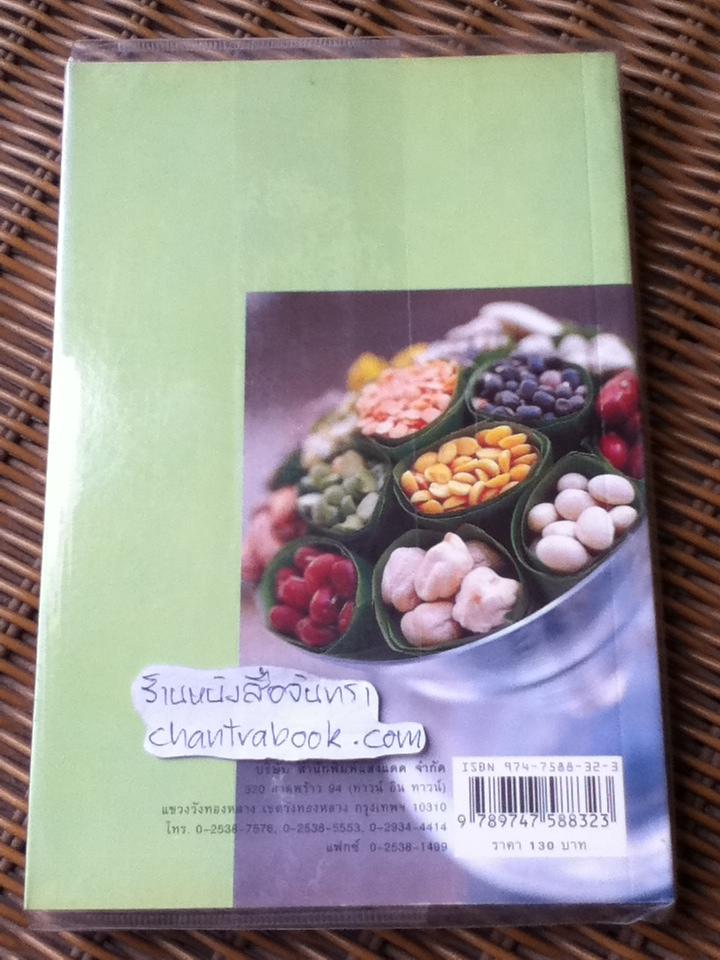 ร้านหนังสือจันทรา
chantrabook.com
บริษัท สำนักพิมพ์แสงแดด จำกัด
320 ลาดพร้าว 94 (ทาวน์ อิน ทาวน์)
แขวงวังทองหลาง เขตวังทองหลาง กรุงเทพฯ 10310
โทร. 0-2538-7576, 0-2538-5553, 0-2934-4414
แฟกซ์ 0-2538-1499
ISBN 974-7588-32-3
9 789747 588323
ราคา 130 บาท